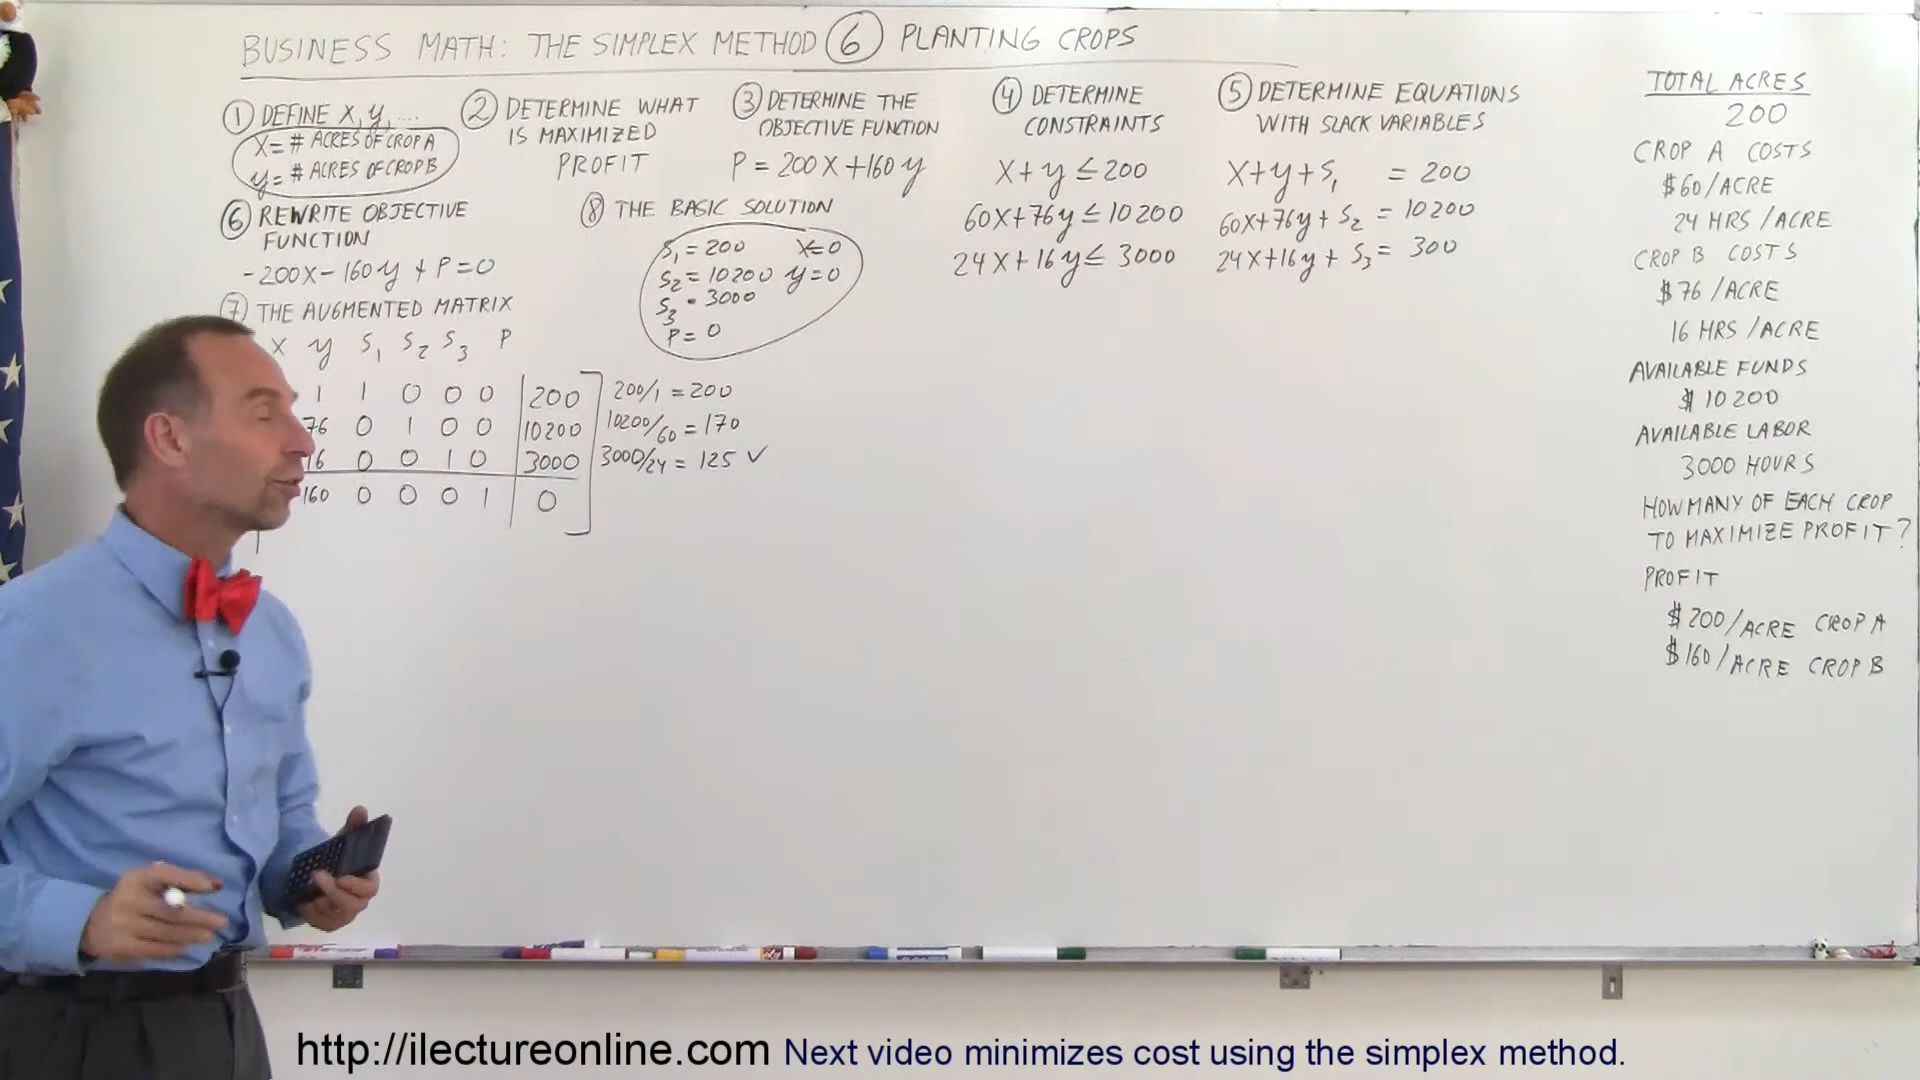 BUSINESS MATH: THE SIMPLEX METHOD 6 PLANTING CROPS
1 DEFINE X, y, ....
X = # ACRES OF CROP A
y = # ACRES OF CROP B
2 DETERMINE WHAT
IS MAXIMIZED
PROFIT
3 DETERMINE THE
OBJECTIVE FUNCTION
P = 200X + 160y
4 DETERMINE
CONSTRAINTS
X + y ≤ 200
60X + 76y ≤ 10200
24X + 16y ≤ 3000
5 DETERMINE EQUATIONS
WITH SLACK VARIABLES
X + y + S₁ = 200
60X + 76y + S₂ = 10200
24X + 16y + S₃ = 300
6 REWRITE OBJECTIVE
FUNCTION
-200X - 160y + P = 0
7 THE AUGMENTED MATRIX
X y S₁ S₂ S₃ P
1 1 0 0 0 200
76 0 1 0 0 10200
16 0 0 1 0 3000
160 0 0 0 1 0
200/1 = 200
10200/60 = 170
3000/24 = 125 ✓
8 THE BASIC SOLUTION
S₁ = 200 X=0
S₂ = 10200 y=0
S₃ = 3000
P = 0
TOTAL ACRES
200
CROP A COSTS
$60/ACRE
24 HRS/ACRE
CROP B COSTS
$76/ACRE
16 HRS/ACRE
AVAILABLE FUNDS
$10200
AVAILABLE LABOR
3000 HOURS
HOW MANY OF EACH CROP
TO MAXIMIZE PROFIT?
PROFIT
$200/ACRE CROP A
$160/ACRE CROP B
http://ilectureonline.com Next video minimizes cost using the simplex method.